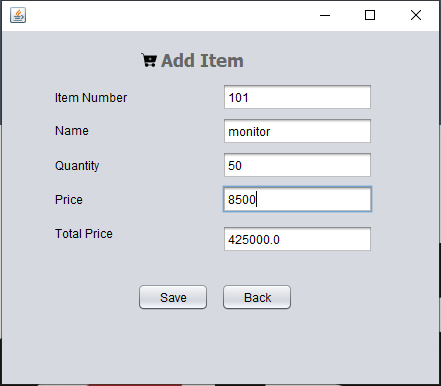 Add Item
Item Number 101
Name monitor
Quantity 50
Price 8500
Total Price 425000.0
Save Back